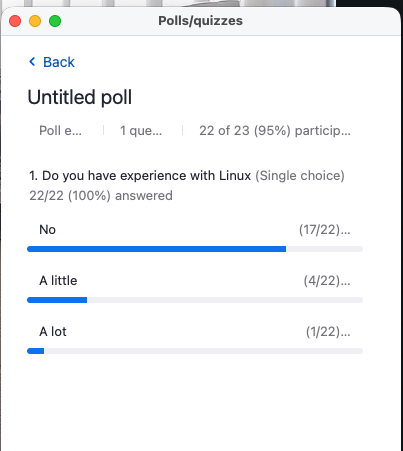 Polls/quizzes
Back
Untitled poll
Poll e... 1 que... 22 of 23 (95%) particip...
1. Do you have experience with Linux (Single choice)
22/22 (100%) answered
No (17/22)...
A little (4/22)...
A lot (1/22)...